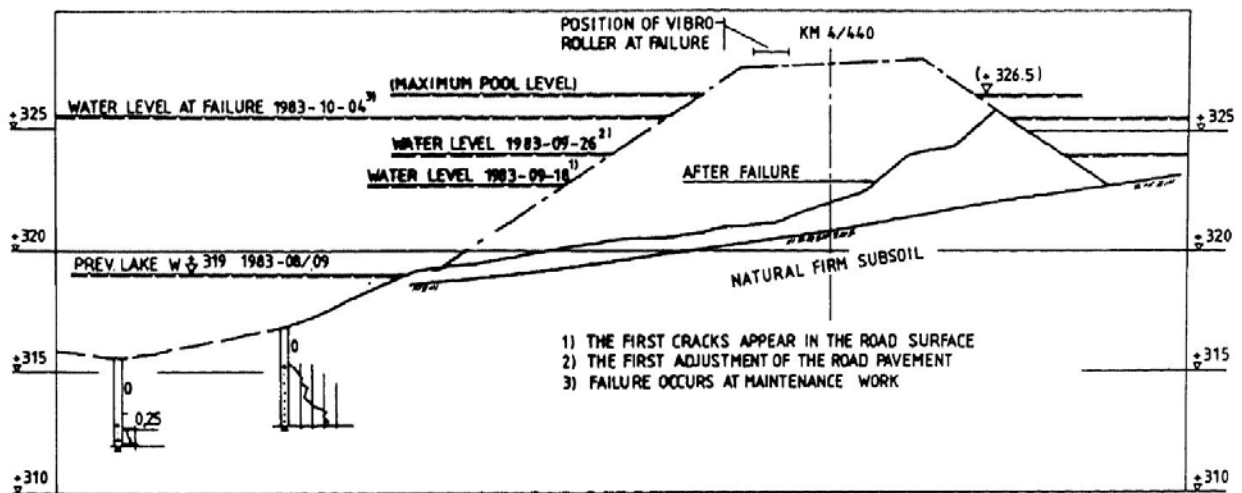 POSITION OF VIBRO
ROLLER AT FAILURE
KM 4/440
(MAXIMUM POOL LEVEL)
(+ 326.5)
WATER LEVEL AT FAILURE 1983-10-04 3)
+325
+325
WATER LEVEL 1983-09-26 2)
WATER LEVEL 1983-09-18 1)
AFTER FAILURE
+320
+320
PREV. LAKE W + 319 1983-08/09
NATURAL FIRM SUBSOIL
1) THE FIRST CRACKS APPEAR IN THE ROAD SURFACE
2) THE FIRST ADJUSTMENT OF THE ROAD PAVEMENT
3) FAILURE OCCURS AT MAINTENANCE WORK
+315
+315
0
0
0,25
+310
+310